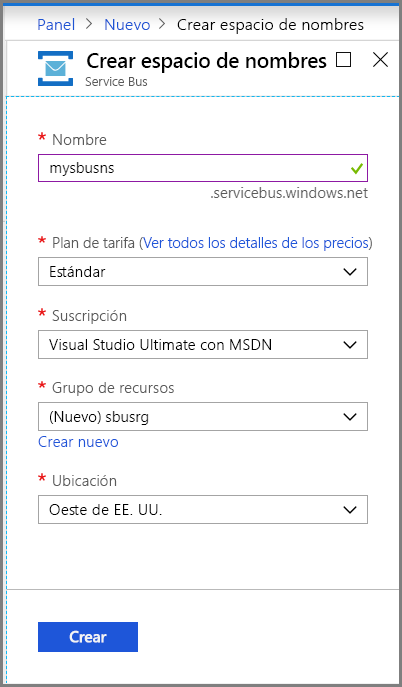 Panel > Nuevo > Crear espacio de nombres
Crear espacio de nombres
Service Bus
* Nombre
mysbusns
.servicebus.windows.net
* Plan de tarifa (Ver todos los detalles de los precios)
Estándar
* Suscripción
Visual Studio Ultimate con MSDN
* Grupo de recursos
(Nuevo) sbusrg
Crear nuevo
* Ubicación
Oeste de EE. UU.
Crear